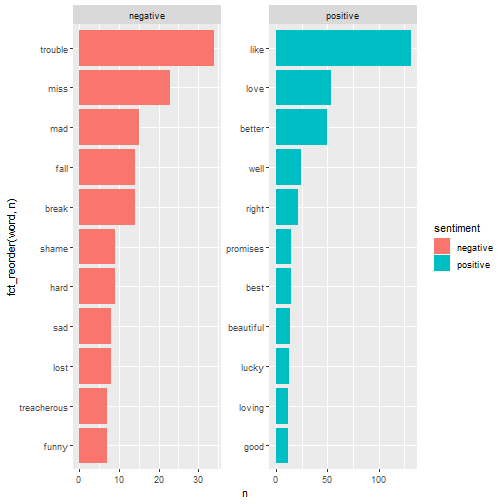 negative
positive
trouble
miss
mad
fall
break
shame
hard
sad
lost
treacherous
funny
like
love
better
well
right
promises
best
beautiful
lucky
loving
good
0 10 20 30
0 50 100
n
fct_reorder(word, n)
sentiment
negative
positive